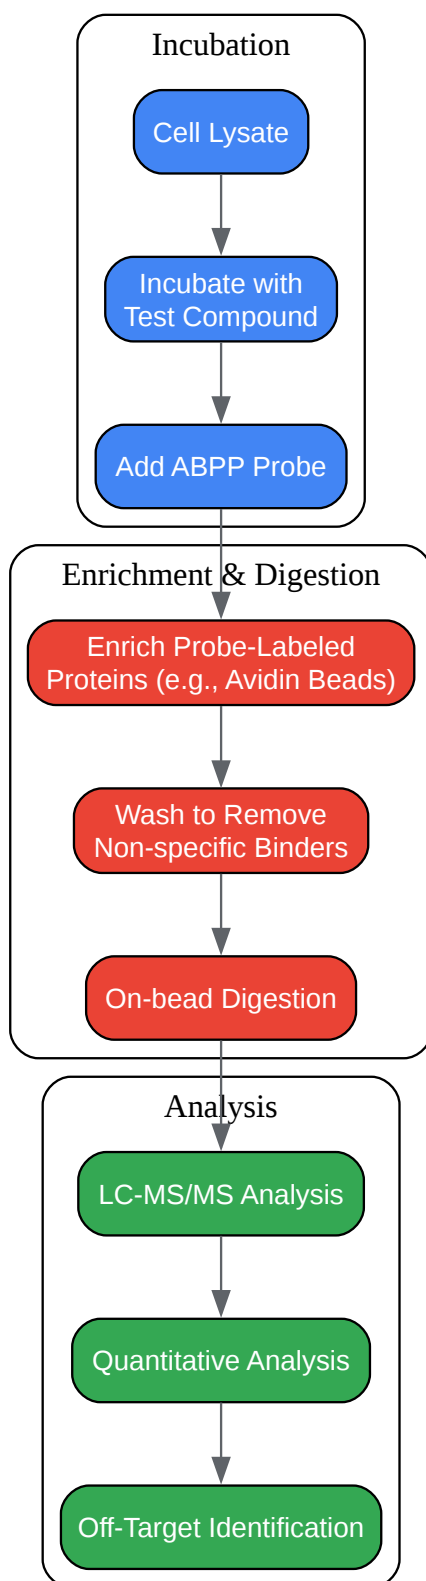 Incubation
Cell Lysate
Incubate with
Test Compound
Add ABPP Probe
Enrichment & Digestion
Enrich Probe-Labeled
Proteins (e.g., Avidin Beads)
Wash to Remove
Non-specific Binders
On-bead Digestion
Analysis
LC-MS/MS Analysis
Quantitative Analysis
Off-Target Identification